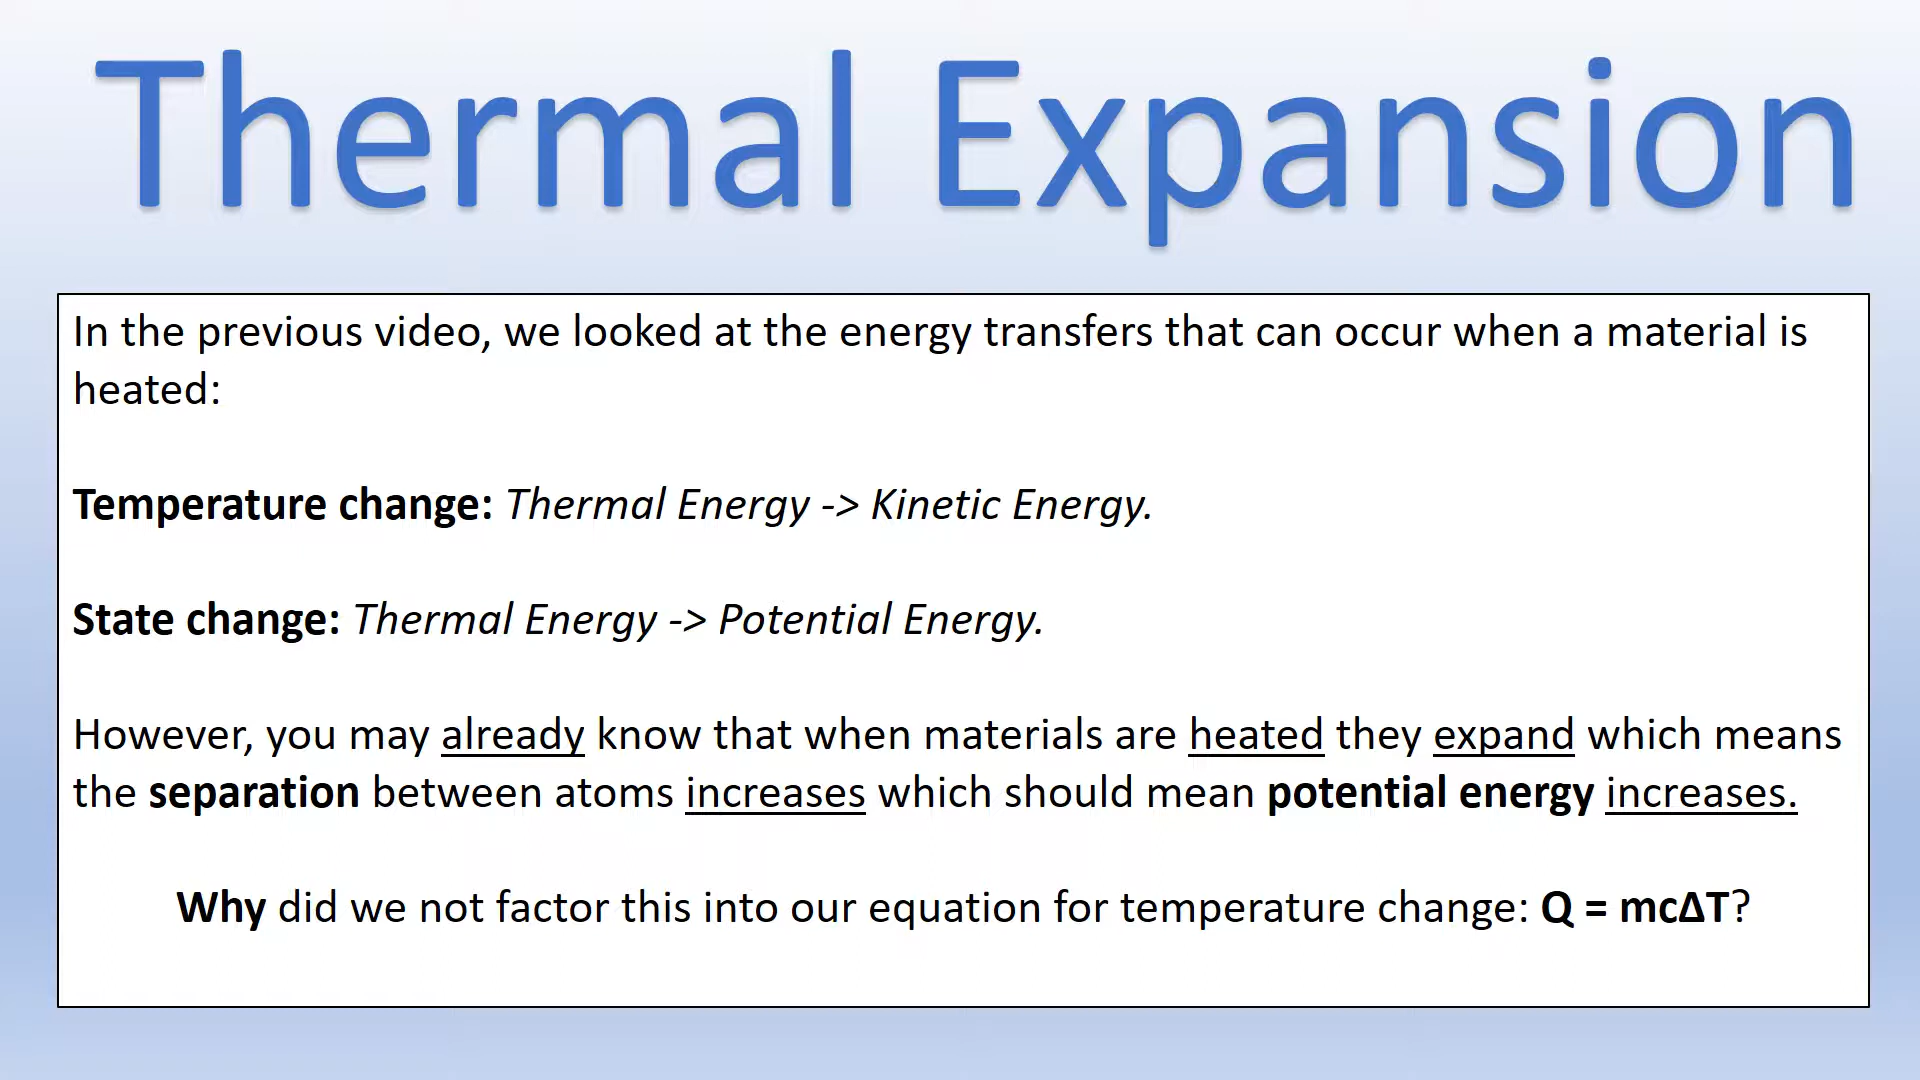 Thermal Expansion
In the previous video, we looked at the energy transfers that can occur when a material is
heated:
Temperature change: Thermal Energy -> Kinetic Energy.
State change: Thermal Energy -> Potential Energy.
However, you may already know that when materials are heated they expand which means
the separation between atoms increases which should mean potential energy increases.
Why did we not factor this into our equation for temperature change: Q = mcΔT?